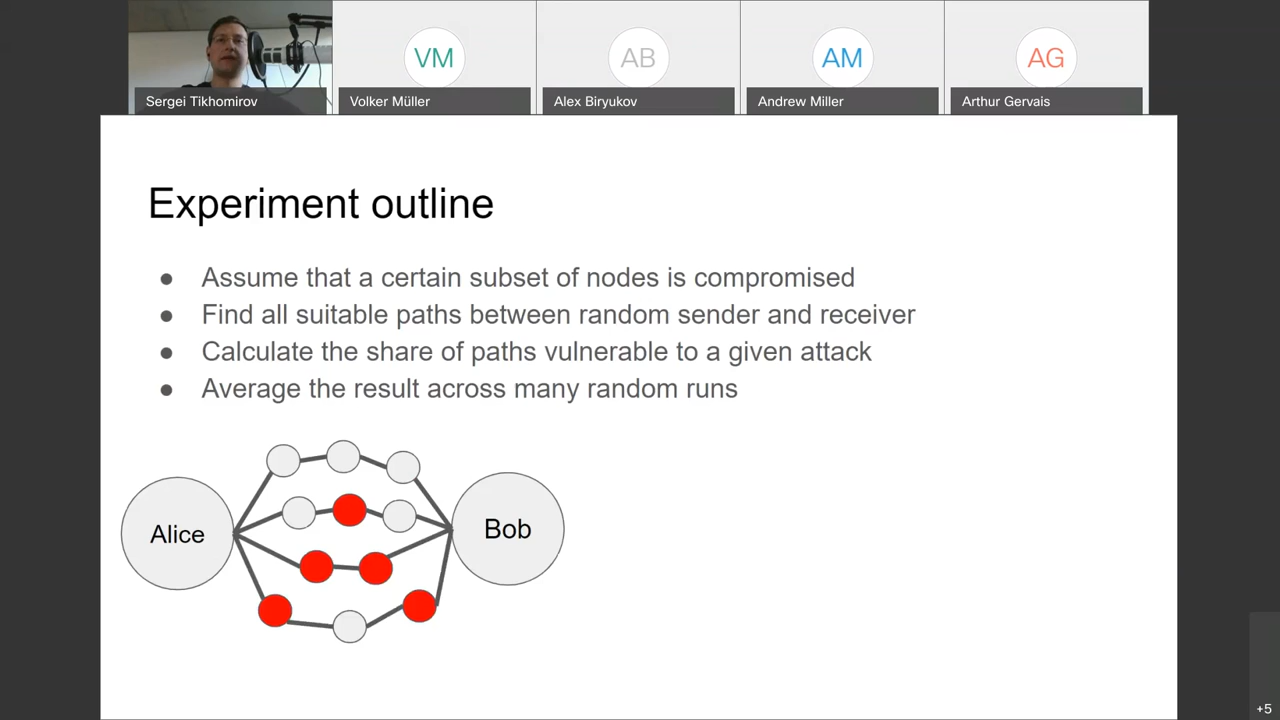 VM
AB
AM
AG
Sergei Tikhomirov
Volker Müller
Alex Biryukov
Andrew Miller
Arthur Gervais
Experiment outline
● Assume that a certain subset of nodes is compromised
● Find all suitable paths between random sender and receiver
● Calculate the share of paths vulnerable to a given attack
● Average the result across many random runs
Alice
Bob
+5